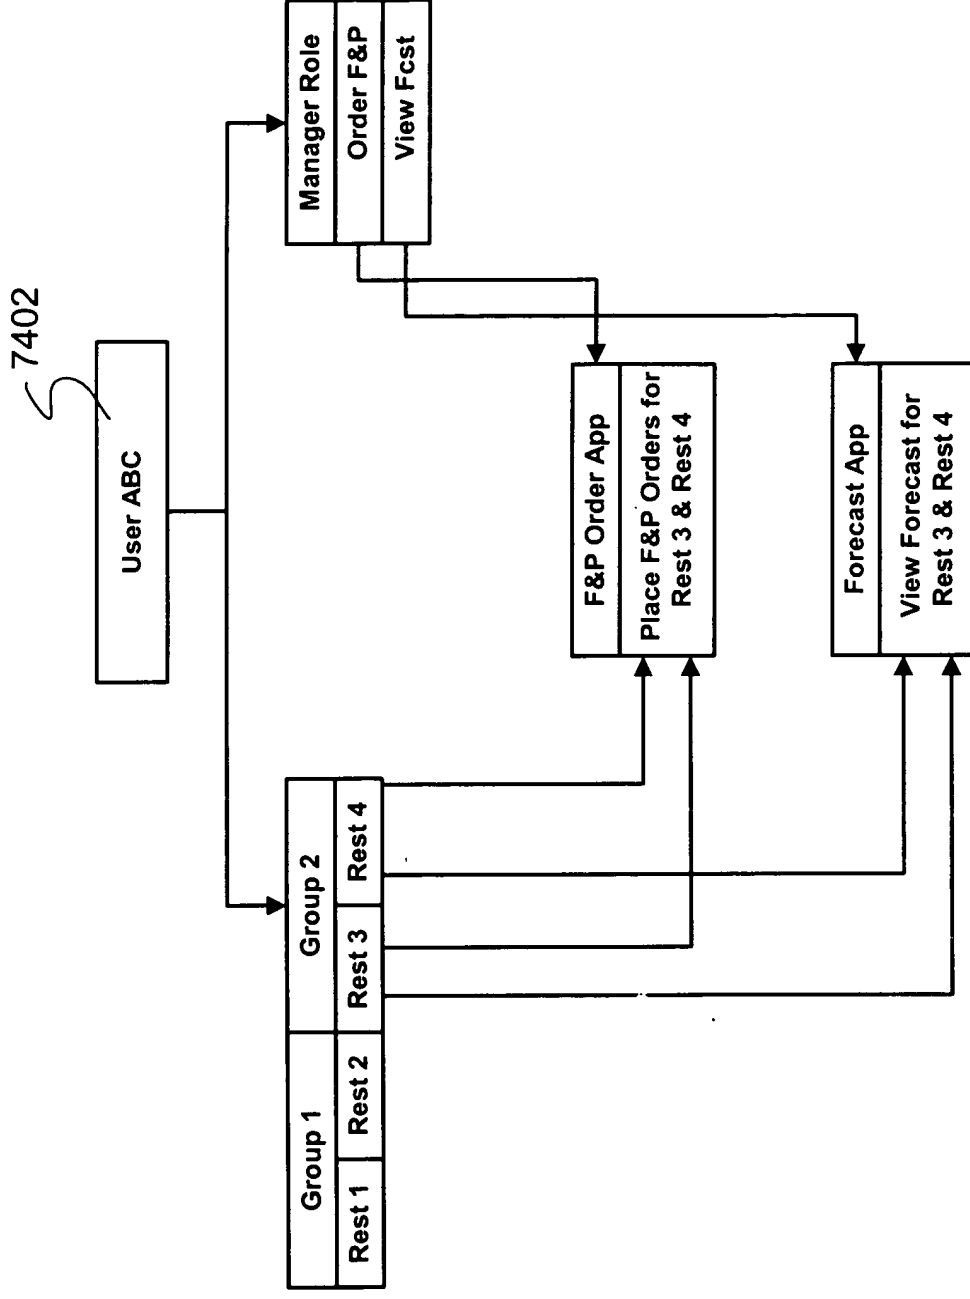 7402
User ABC
Group 1
Group 2
Rest 1
Rest 2
Rest 3
Rest 4
Manager Role
Order F&P
View Fcst
F&P Order App
Place F&P Orders for
Rest 3 & Rest 4
Forecast App
View Forecast for
Rest 3 & Rest 4